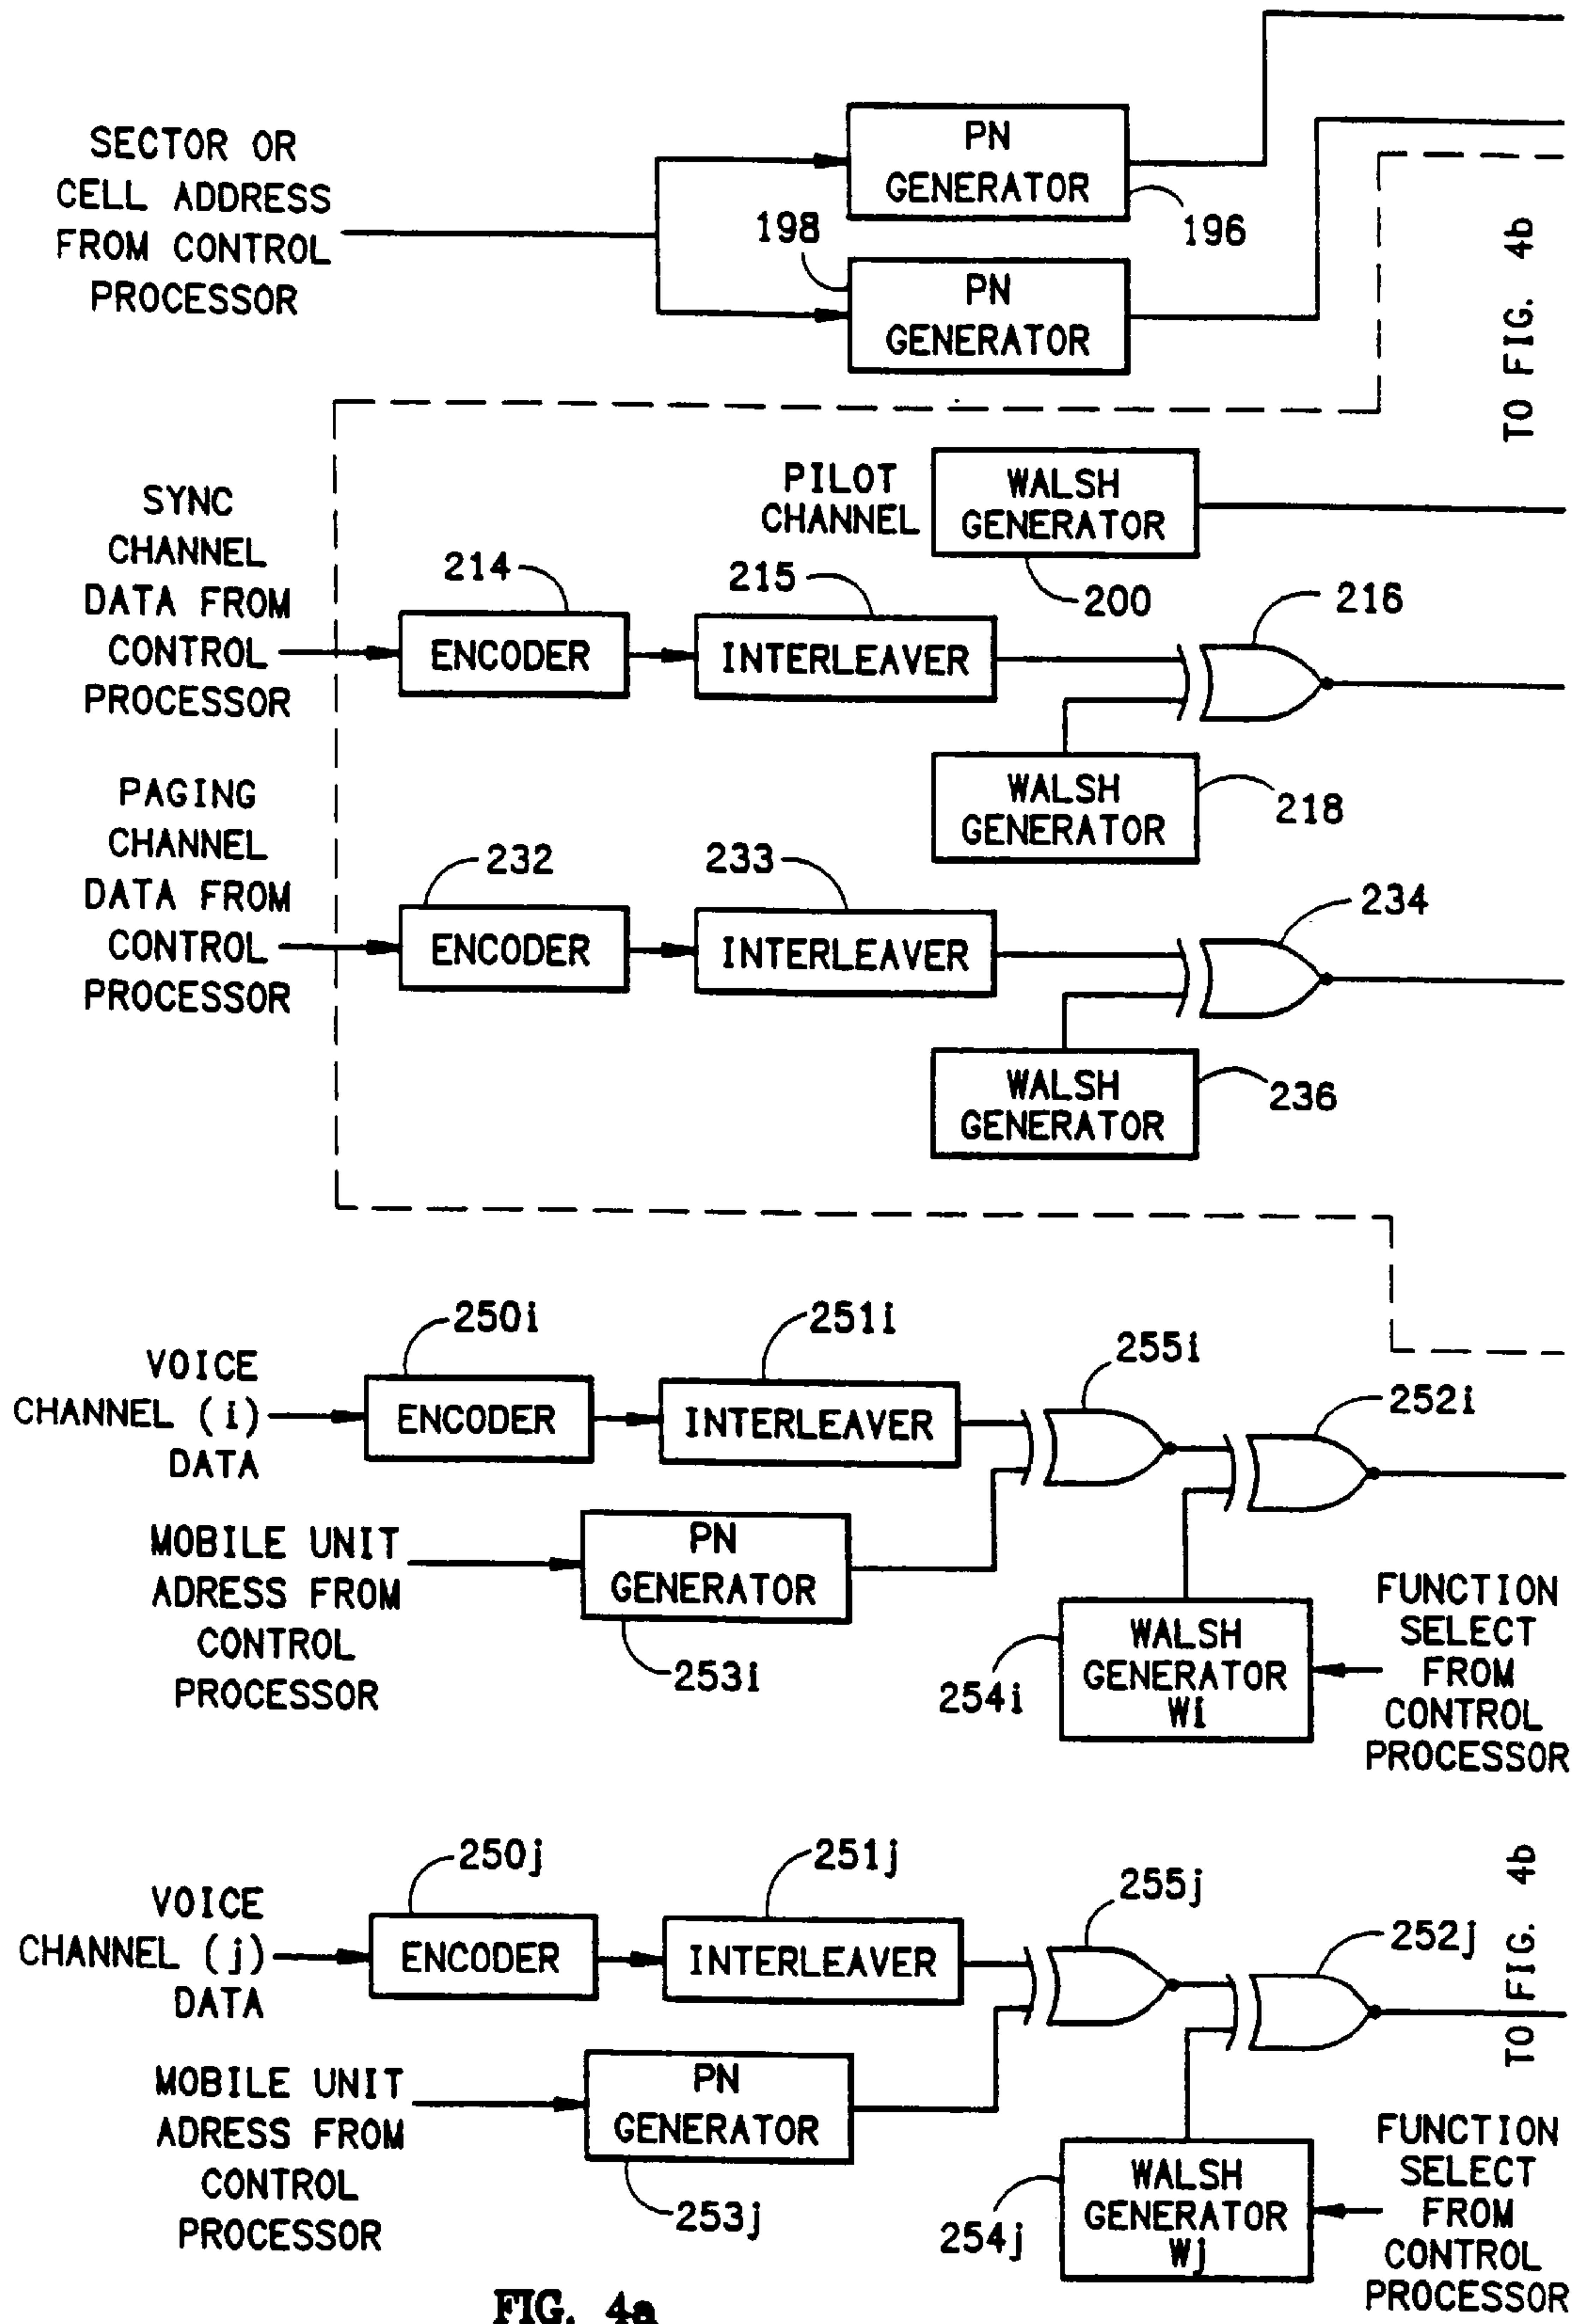 SECTOR OR
CELL ADDRESS
FROM CONTROL
PROCESSOR
PN
GENERATOR
196
198
PN
GENERATOR
TO FIG. 4b
PILOT
CHANNEL
WALSH
GENERATOR
200
SYNC
CHANNEL
DATA FROM
CONTROL
PROCESSOR
214
ENCODER
215
INTERLEAVER
216
WALSH
GENERATOR
218
PAGING
CHANNEL
DATA FROM
CONTROL
PROCESSOR
232
ENCODER
233
INTERLEAVER
234
WALSH
GENERATOR
236
VOICE
CHANNEL (i)
DATA
250i
ENCODER
251i
INTERLEAVER
255i
252i
MOBILE UNIT
ADRESS FROM
CONTROL
PROCESSOR
PN
GENERATOR
253i
254i
WALSH
GENERATOR
Wi
FUNCTION
SELECT
FROM
CONTROL
PROCESSOR
VOICE
CHANNEL (j)
DATA
250j
ENCODER
251j
INTERLEAVER
255j
252j
TO FIG. 4b
MOBILE UNIT
ADRESS FROM
CONTROL
PROCESSOR
PN
GENERATOR
253j
254j
WALSH
GENERATOR
Wj
FUNCTION
SELECT
FROM
CONTROL
PROCESSOR
FIG. 4a